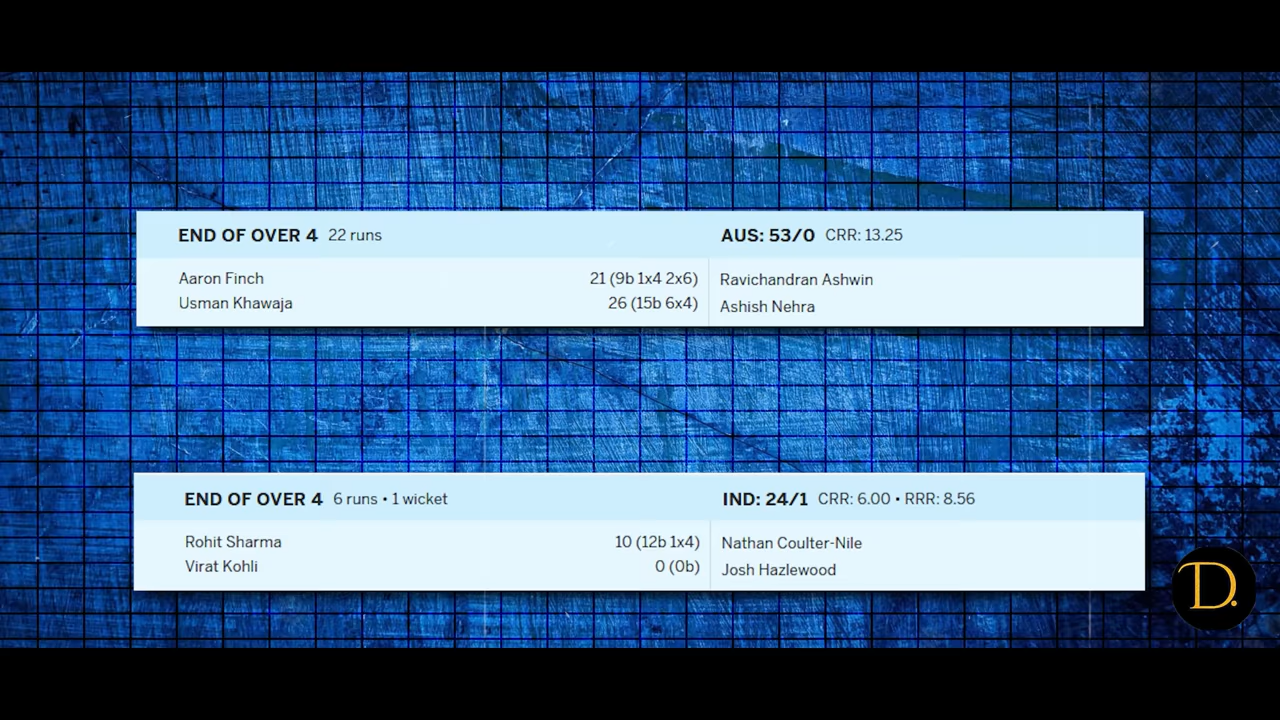 END OF OVER 4 22 runs AUS: 53/0 CRR: 13.25
Aaron Finch 21 (9b 1x4 2x6) Ravichandran Ashwin
Usman Khawaja 26 (15b 6x4) Ashish Nehra
END OF OVER 4 6 runs • 1 wicket IND: 24/1 CRR: 6.00 • RRR: 8.56
Rohit Sharma 10 (12b 1x4) Nathan Coulter-Nile
Virat Kohli 0 (0b) Josh Hazlewood
D.